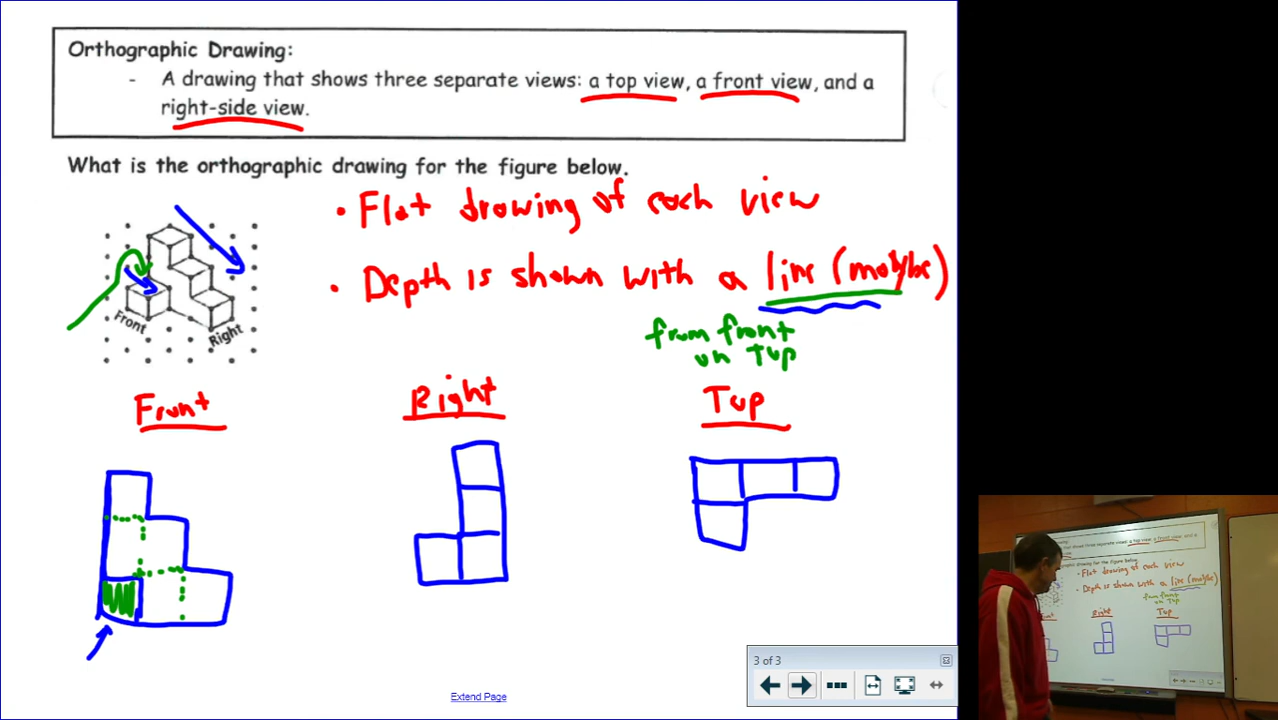 Orthographic Drawing:
- A drawing that shows three separate views: a top view, a front view, and a
right-side view.
What is the orthographic drawing for the figure below.
• Flat drawing of each view
• Depth is shown with a line (maybe)
from front
on Top
Front
Right
Front
Right
Top
3 of 3
Extend Page